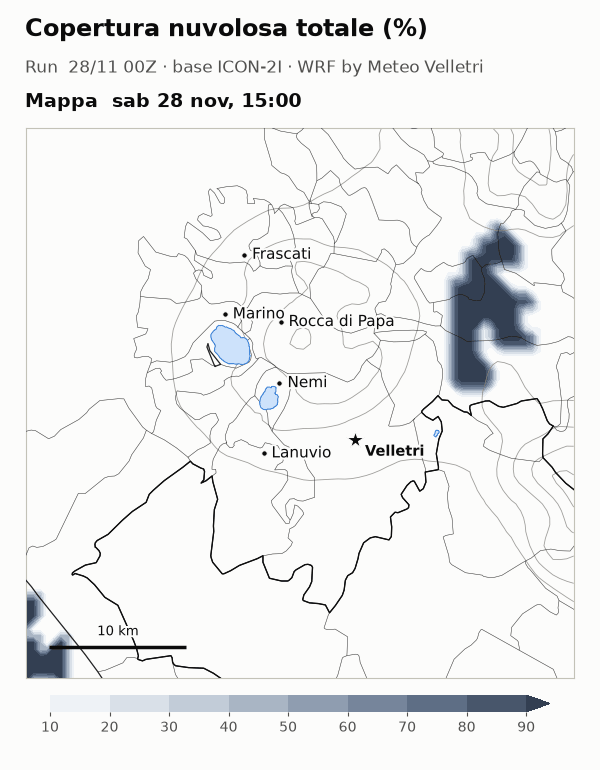 Copertura nuvolosa totale (%)
Run  28/11 00Z · base ICON-2I · WRF by Meteo Velletri
Mappa  sab 28 nov, 15:00
Frascati
Marino
Rocca di Papa
Nemi
Velletri
Lanuvio
10 km
10 20 30 40 50 60 70 80 90